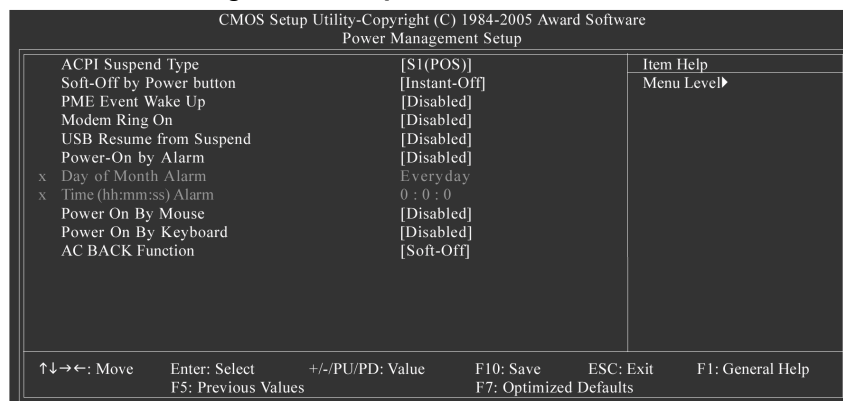 CMOS Setup Utility-Copyright (C) 1984-2005 Award Software
Power Management Setup
ACPI Suspend Type [S1(POS)] Item Help
Soft-Off by Power button [Instant-Off] Menu Level
PME Event Wake Up [Disabled]
Modem Ring On [Disabled]
USB Resume from Suspend [Disabled]
Power-On by Alarm [Disabled]
x Day of Month Alarm Everyday
x Time (hh:mm:ss) Alarm 0 : 0 : 0
Power On By Mouse [Disabled]
Power On By Keyboard [Disabled]
AC BACK Function [Soft-Off]
↑↓→←: Move Enter: Select +/-/PU/PD: Value F10: Save ESC: Exit F1: General Help
F5: Previous Values F7: Optimized Defaults